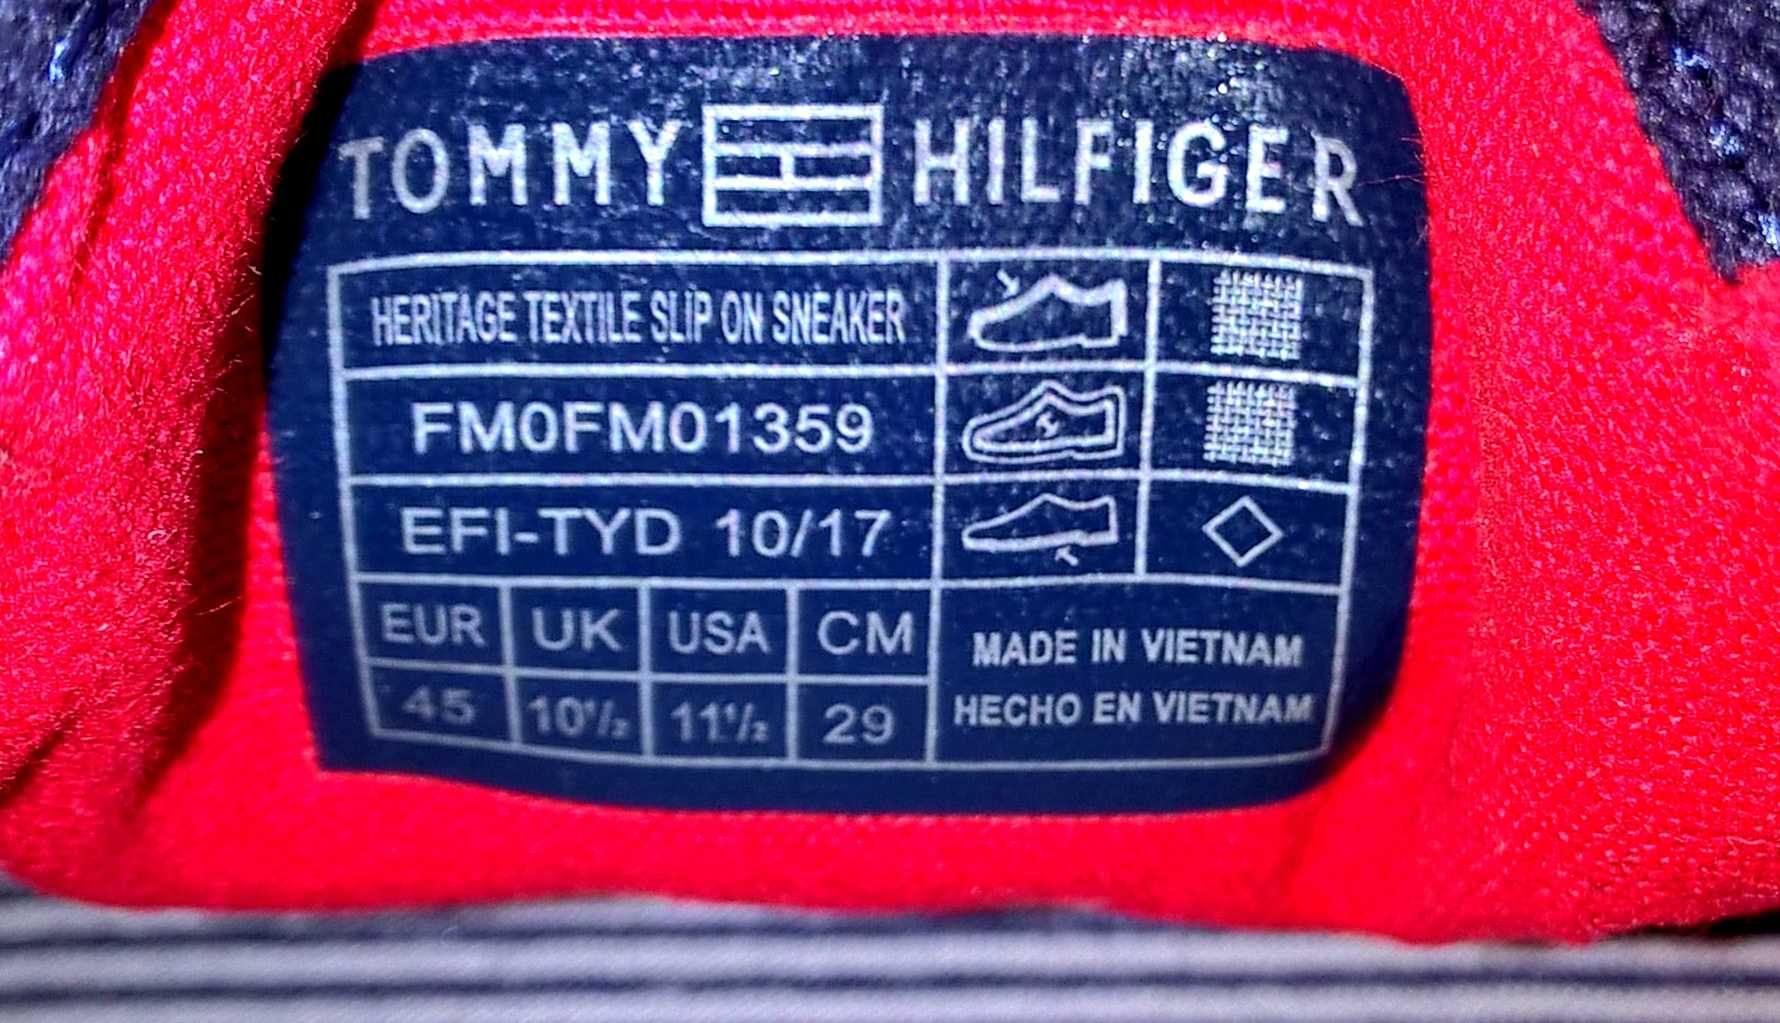 TOMMY HILFIGER
HERITAGE TEXTILE SLIP ON SNEAKER
FM0FM01359
EFI-TYD 10/17
EUR UK USA CM
45 10½ 11½ 29
MADE IN VIETNAM
HECHO EN VIETNAM